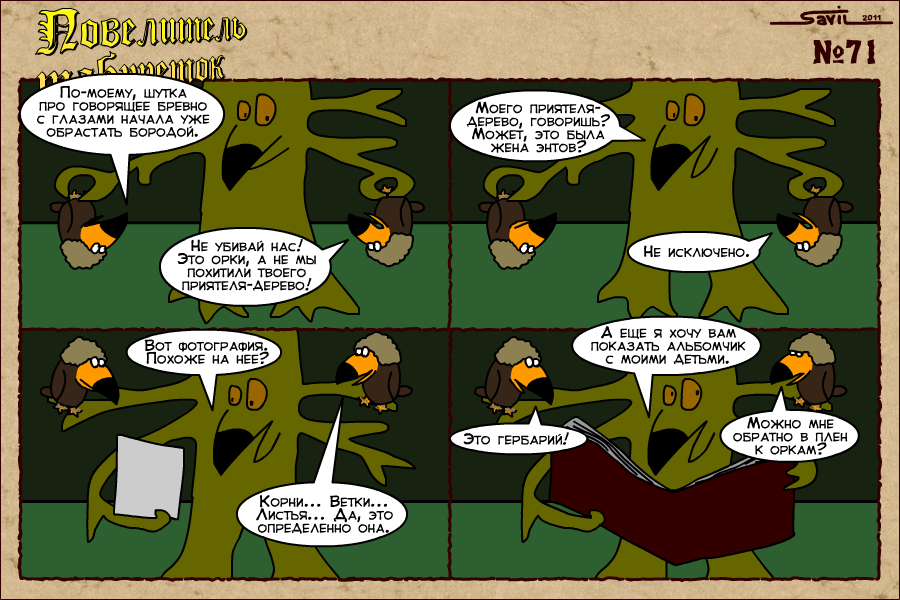 Повелитель
табуреток
Savil 2011
№71
По-моему, шутка
про говорящее бревно
с глазами начала уже
обрастать бородой.
Не убивай нас!
Это орки, а не мы
похитили твоего
приятеля-дерево!
Моего приятеля-
дерево, говоришь?
Может, это была
жена энтов?
Не исключено.
Вот фотография.
Похоже на нее?
Корни... Ветки...
Листья... Да, это
определенно она.
А еще я хочу вам
показать альбомчик
с моими детьми.
Это гербарий!
Можно мне
обратно в плен
к оркам?